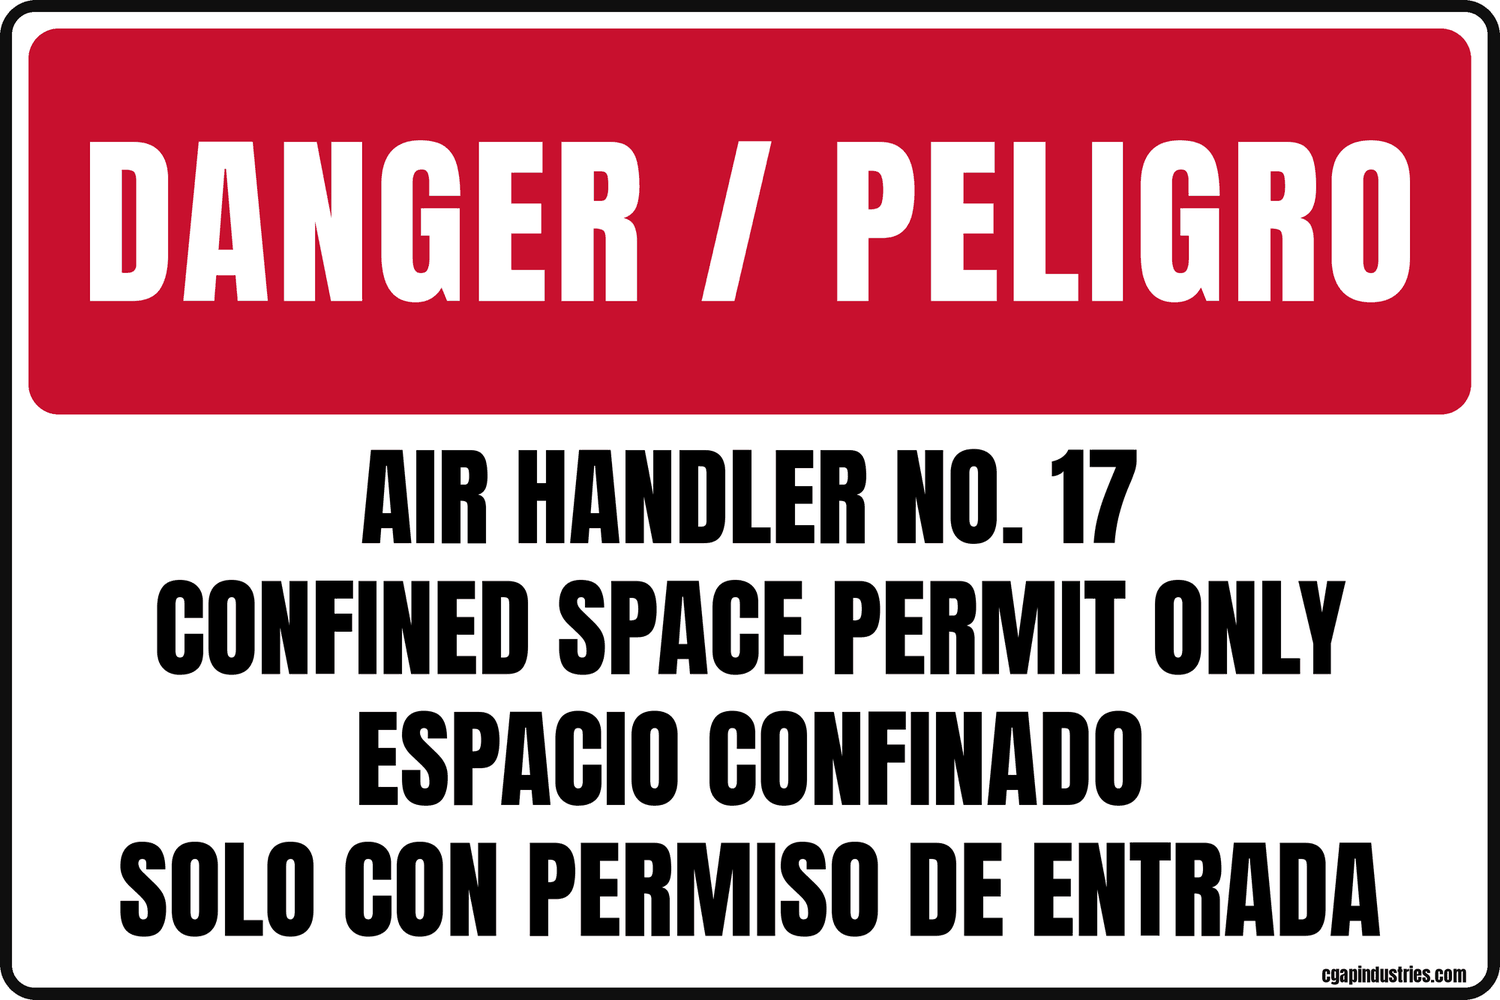 DANGER / PELIGRO
AIR HANDLER NO. 17
CONFINED SPACE PERMIT ONLY
ESPACIO CONFINADO
SOLO CON PERMISO DE ENTRADA
cgapindustries.com